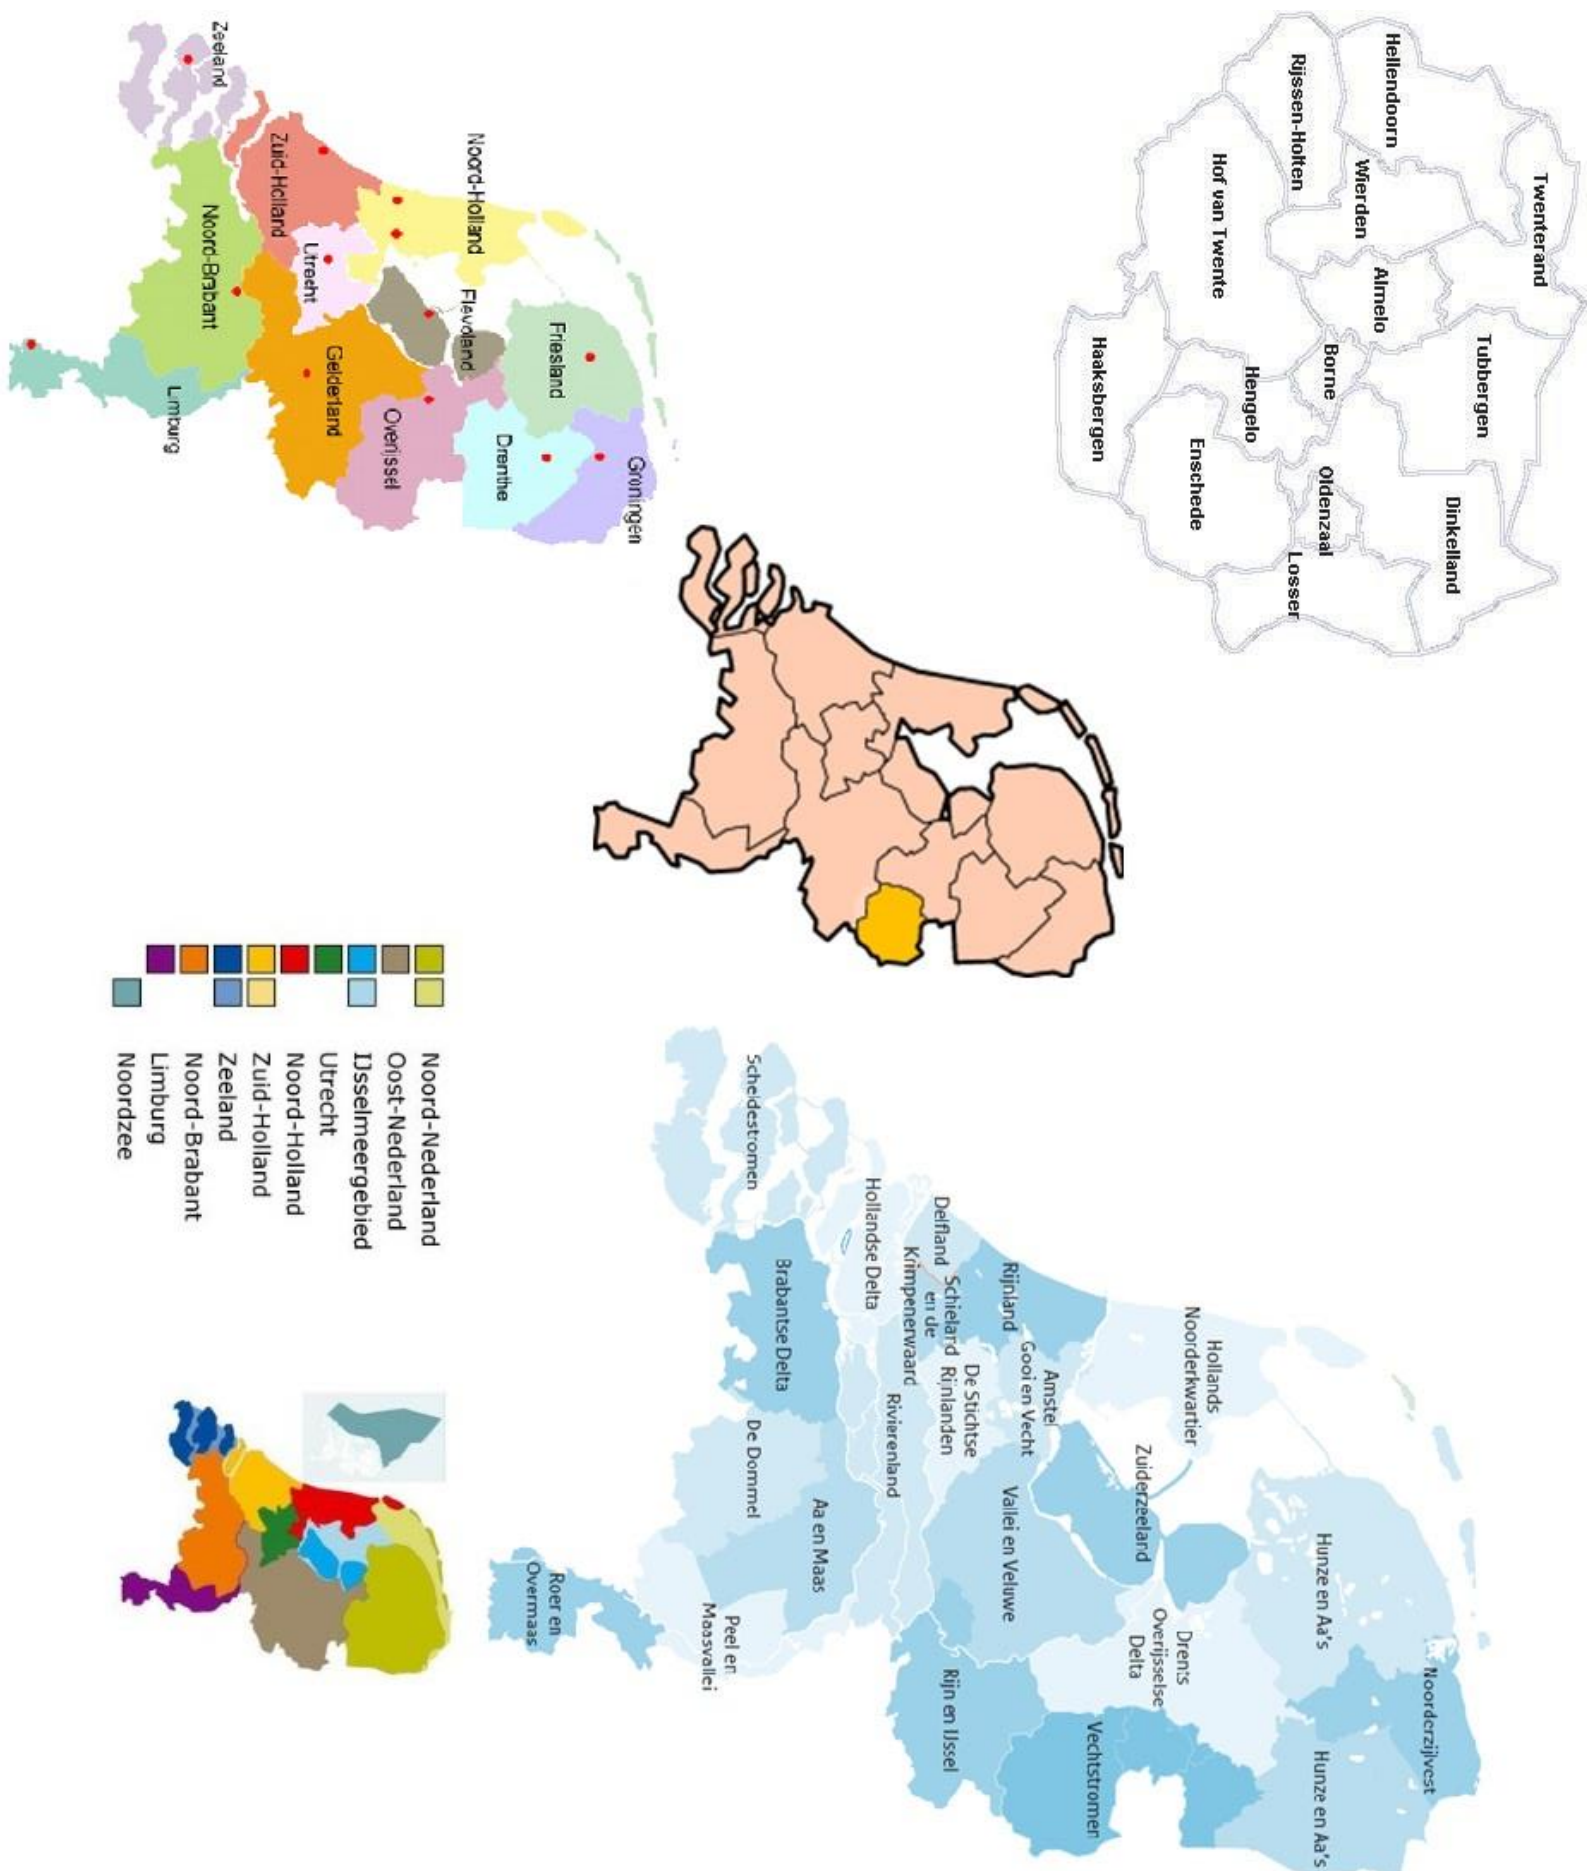 Twenterand
Hellendoorn
Tubbergen
Dinkelland
Almelo
Wierden
Rijssen-Holten
Borne
Oldenzaal
Losser
Hof van Twente
Hengelo
Enschede
Haaksbergen
Groningen
Friesland
Drenthe
Noord-Holland
Flevoland
Overijssel
Gelderland
Utrecht
Zuid-Holland
Zeeland
Noord-Brabant
Limburg
Noorderzijlvest
Hunze en Aa's
Hunze en Aa's
Hollands
Noorderkwartier
Zuiderzeeland
Drents
Overijsselse
Delta
Vechtstromen
Amstel
Gooi en Vecht
Rijnland
Vallei en Veluwe
De Stichtse
Rijnlanden
Delfland
Schieland
en de
Krimpenerwaard
Rijn en IJssel
Rivierenland
Hollandse Delta
Aa en Maas
Brabantse Delta
De Dommel
Scheldestromen
Peel en
Maasvallei
Roer en
Overmaas
Noord-Nederland
Oost-Nederland
IJsselmeergebied
Utrecht
Noord-Holland
Zuid-Holland
Zeeland
Noord-Brabant
Limburg
Noordzee